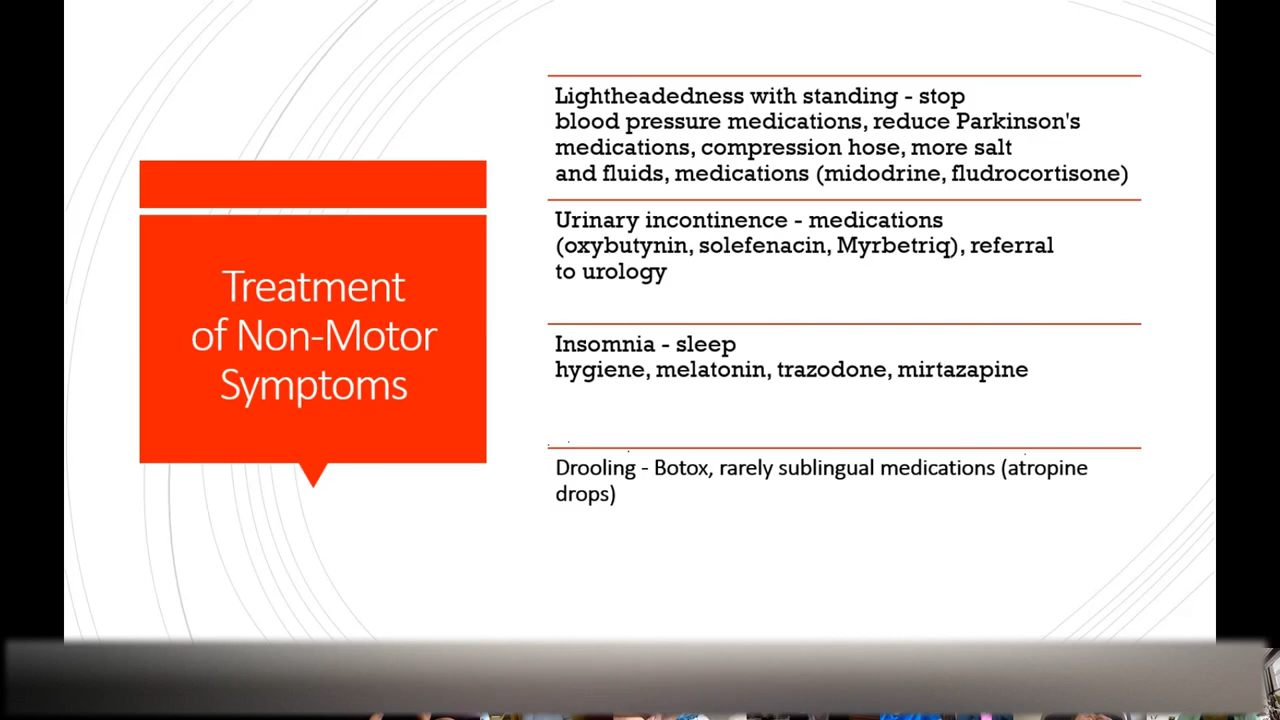 Treatment
of Non-Motor
Symptoms
Lightheadedness with standing - stop
blood pressure medications, reduce Parkinson's
medications, compression hose, more salt
and fluids, medications (midodrine, fludrocortisone)
Urinary incontinence - medications
(oxybutynin, solefenacin, Myrbetriq), referral
to urology
Insomnia - sleep
hygiene, melatonin, trazodone, mirtazapine
Drooling - Botox, rarely sublingual medications (atropine
drops)